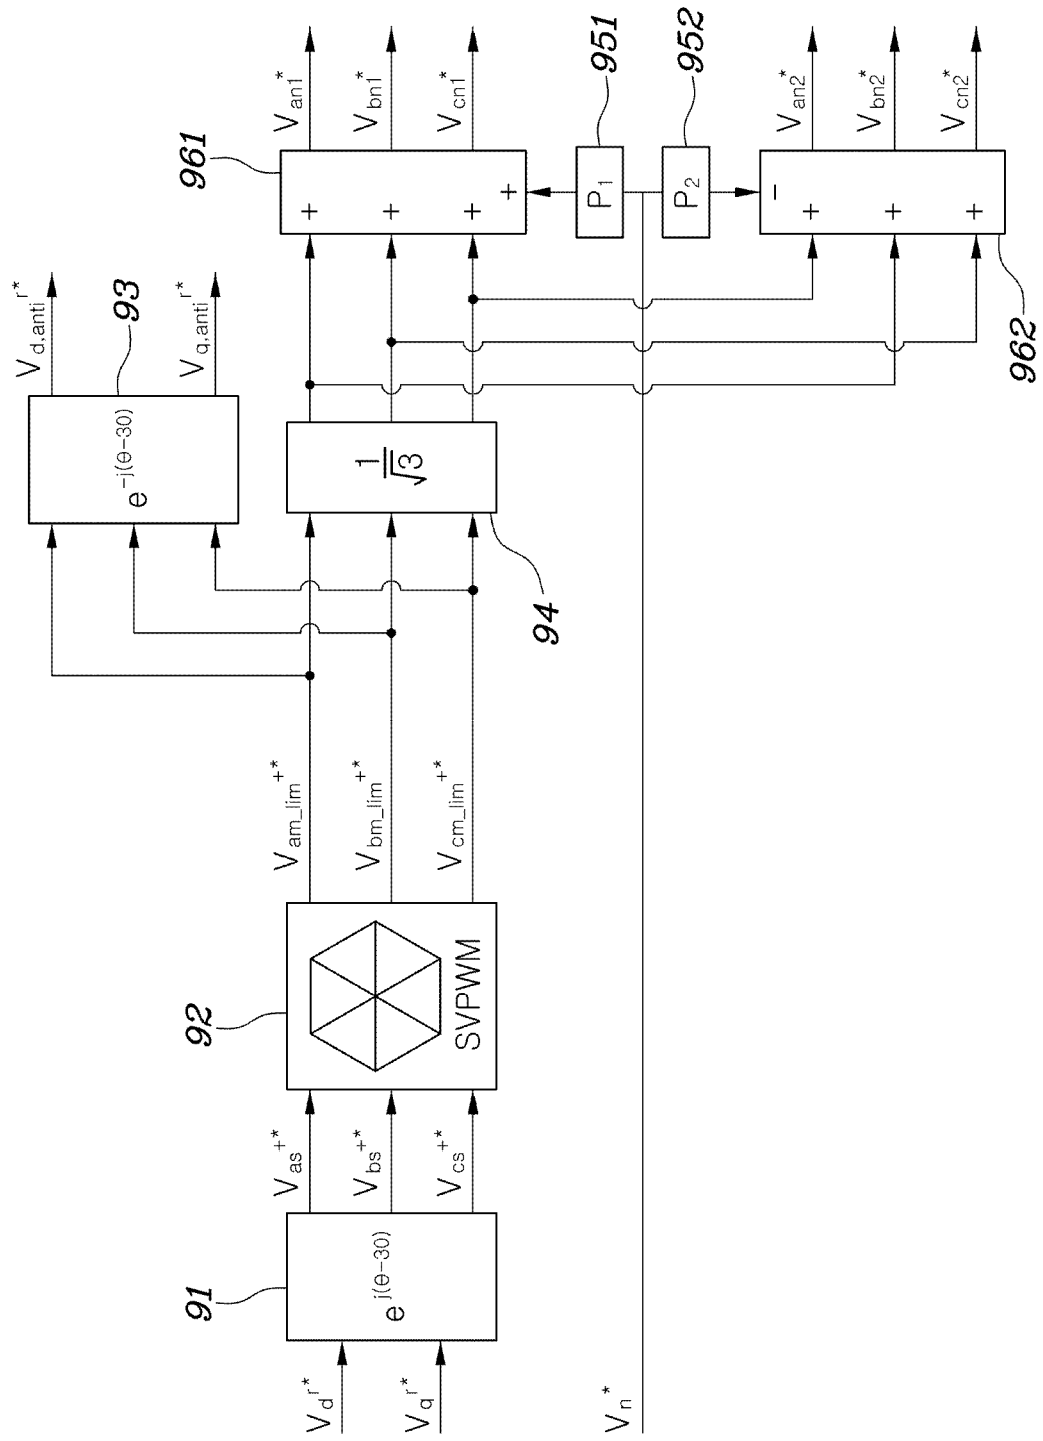 V_d^r*
V_q^r*
V_n^*
91
e^j(θ-30)
V_as^+*
V_bs^+*
V_cs^+*
92
SVPWM
V_am_lim^+*
V_bm_lim^+*
V_cm_lim^+*
93
e^-j(θ-30)
V_d,anti^r*
V_q,anti^r*
94
1
√3
961
+
+
+
+
V_an1^*
V_bn1^*
V_cn1^*
951
P_1
952
P_2
962
-
+
+
+
V_an2^*
V_bn2^*
V_cn2^*